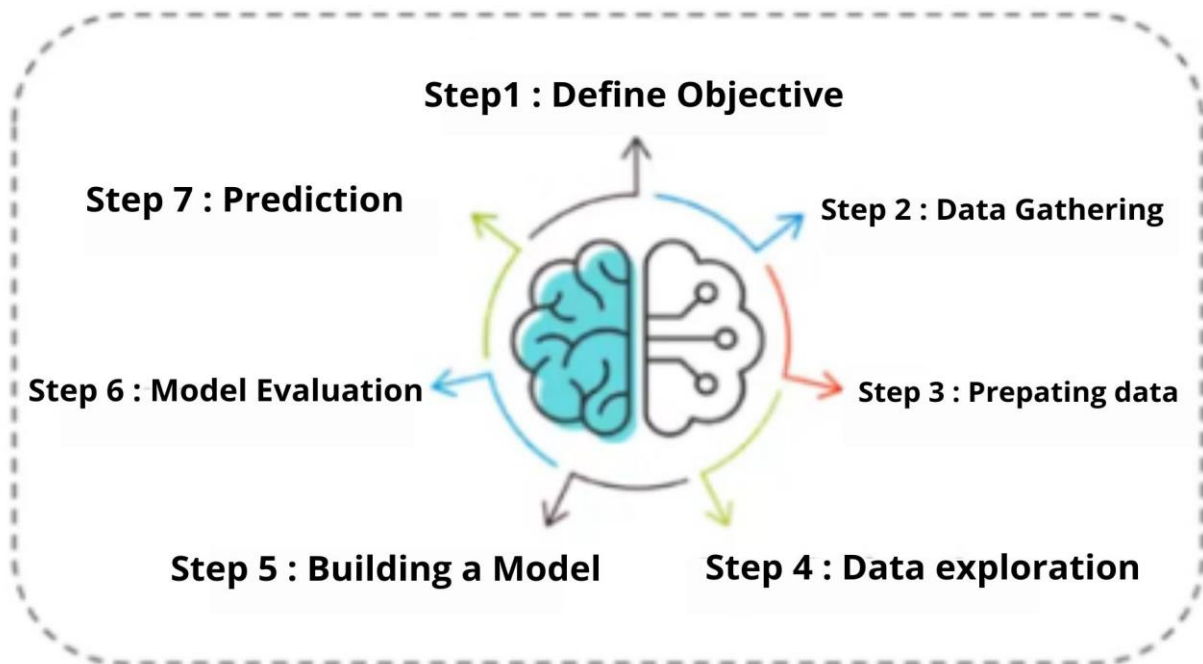 Step1 : Define Objective
Step 2 : Data Gathering
Step 3 : Prepating data
Step 4 : Data exploration
Step 5 : Building a Model
Step 6 : Model Evaluation
Step 7 : Prediction